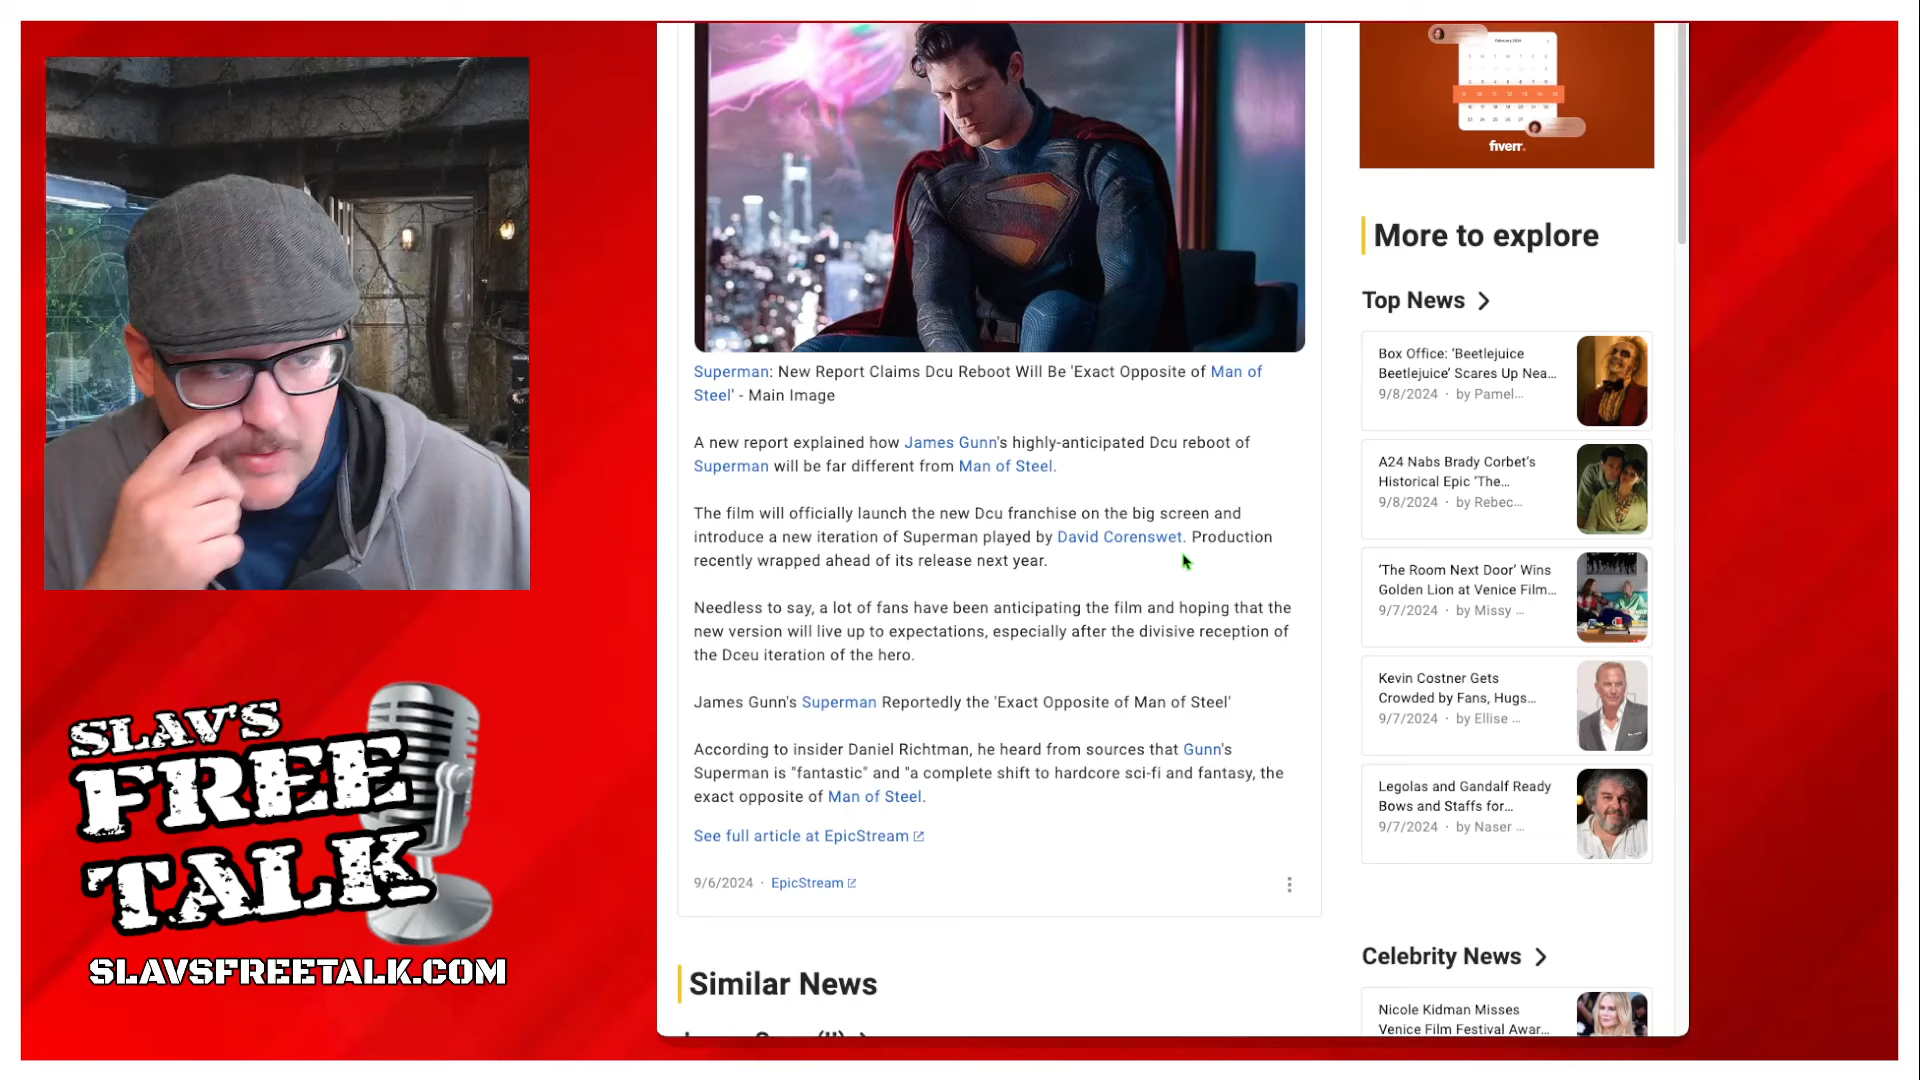 SLAV'S
FREE
TALK
SLAVSFREETALK.COM
Superman: New Report Claims Dcu Reboot Will Be 'Exact Opposite of Man of
Steel' - Main Image
A new report explained how James Gunn's highly-anticipated Dcu reboot of
Superman will be far different from Man of Steel.
The film will officially launch the new Dcu franchise on the big screen and
introduce a new iteration of Superman played by David Corenswet. Production
recently wrapped ahead of its release next year.
Needless to say, a lot of fans have been anticipating the film and hoping that the
new version will live up to expectations, especially after the divisive reception of
the Dceu iteration of the hero.
James Gunn's Superman Reportedly the 'Exact Opposite of Man of Steel'
According to insider Daniel Richtman, he heard from sources that Gunn's
Superman is "fantastic" and "a complete shift to hardcore sci-fi and fantasy, the
exact opposite of Man of Steel.
See full article at EpicStream
9/6/2024 · EpicStream
Similar News
fiverr.
More to explore
Top News
Box Office: ‘Beetlejuice
Beetlejuice’ Scares Up Nea...
9/8/2024 · by Pamel...
A24 Nabs Brady Corbet’s
Historical Epic ‘The...
9/8/2024 · by Rebec...
‘The Room Next Door’ Wins
Golden Lion at Venice Film...
9/7/2024 · by Missy ...
Kevin Costner Gets
Crowded by Fans, Hugs...
9/7/2024 · by Ellise ...
Legolas and Gandalf Ready
Bows and Staffs for...
9/7/2024 · by Naser ...
Celebrity News
Nicole Kidman Misses
Venice Film Festival Awar...